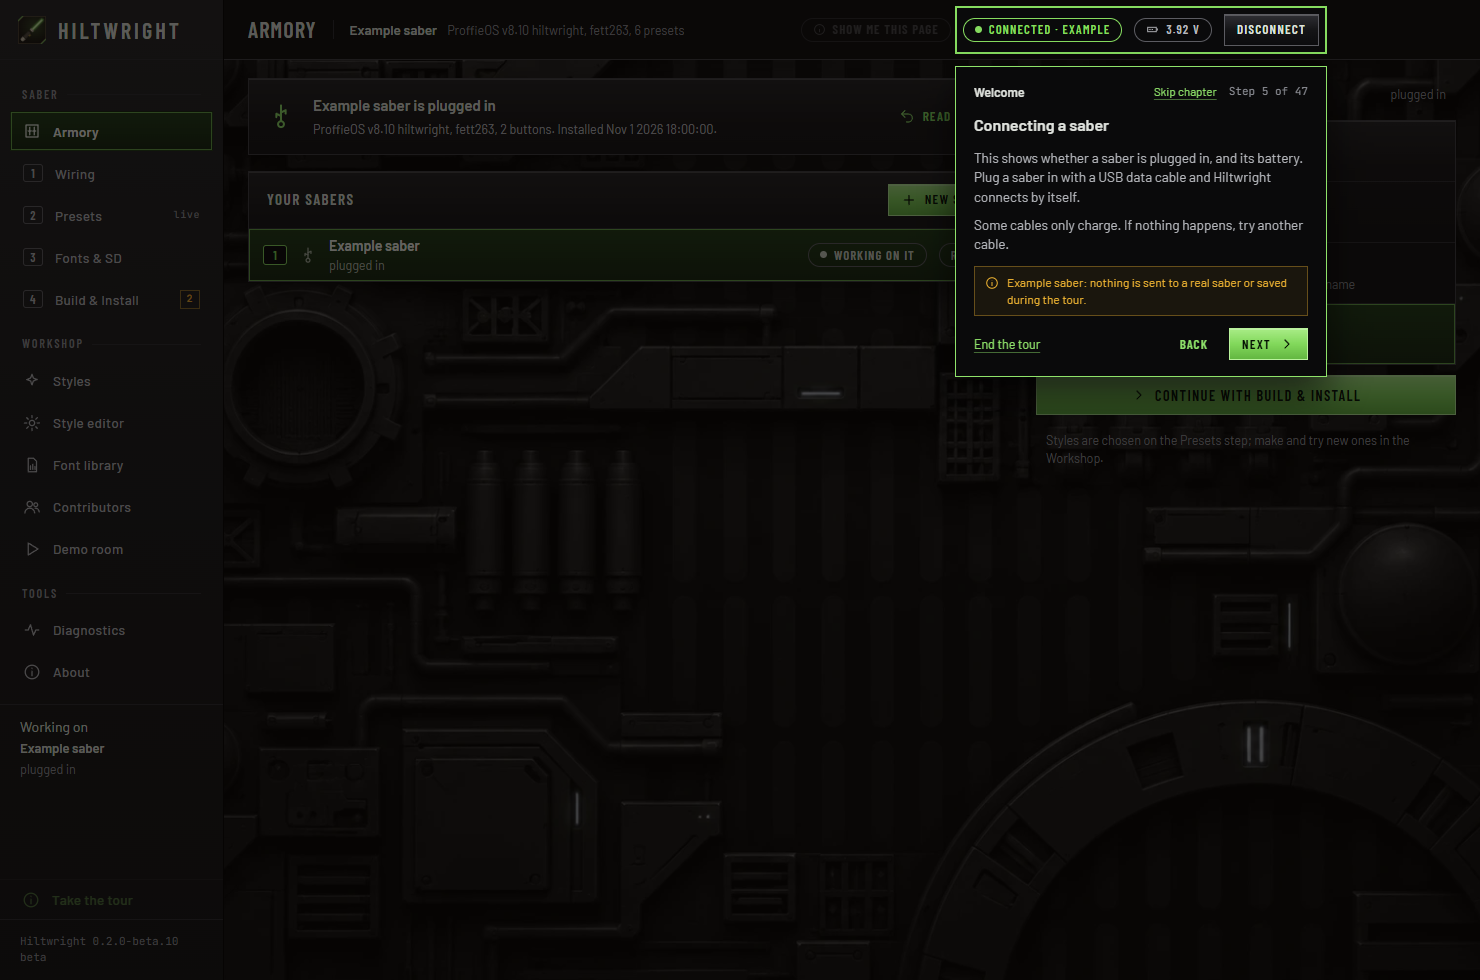 HILTWRIGHT
SABER
Armory
1 Wiring
2 Presets live
3 Fonts & SD
4 Build & Install 2
WORKSHOP
Styles
Style editor
Font library
Contributors
Demo room
TOOLS
Diagnostics
About
Working on
Example saber
plugged in
Take the tour
Hiltwright 0.2.0-beta.10
beta
ARMORY Example saber ProffieOS v8.10 hiltwright, fett263, 6 presets
SHOW ME THIS PAGE
CONNECTED · EXAMPLE 3.92 V DISCONNECT
Example saber is plugged in
ProffieOS v8.10 hiltwright, fett263, 2 buttons. Installed Nov 1 2026 18:00:00.
READ
YOUR SABERS
NEW
1 Example saber
plugged in
WORKING ON IT
Welcome Skip chapter Step 5 of 47
Connecting a saber
This shows whether a saber is plugged in, and its battery.
Plug a saber in with a USB data cable and Hiltwright
connects by itself.
Some cables only charge. If nothing happens, try another
cable.
Example saber: nothing is sent to a real saber or saved
during the tour.
End the tour BACK NEXT
plugged in
name
CONTINUE WITH BUILD & INSTALL
Styles are chosen on the Presets step; make and try new ones in the
Workshop.